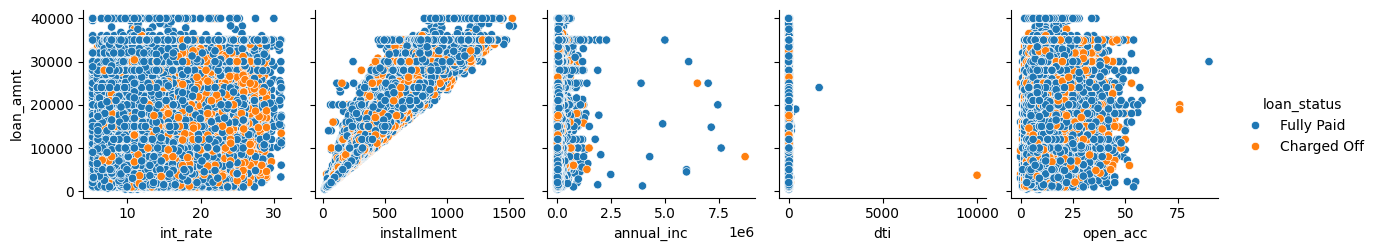 loan_amnt
40000
30000
20000
10000
0
10 20 30
int_rate
0 500 1000 1500
installment
0.0 2.5 5.0 7.5
1e6
annual_inc
0 5000 10000
dti
0 25 50 75
open_acc
loan_status
Fully Paid
Charged Off